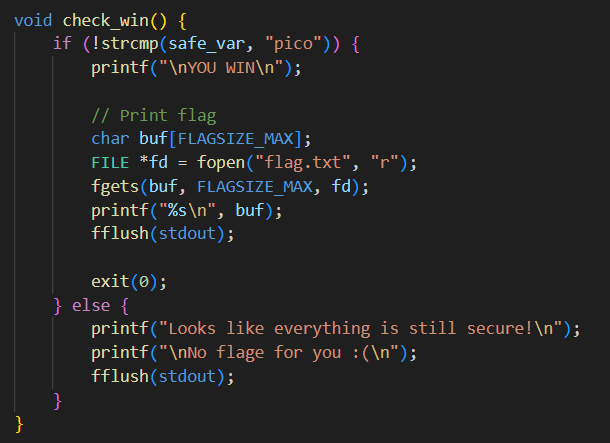 void check_win() {
    if (!strcmp(safe_var, "pico")) {
        printf("\nYOU WIN\n");

        // Print flag
        char buf[FLAGSIZE_MAX];
        FILE *fd = fopen("flag.txt", "r");
        fgets(buf, FLAGSIZE_MAX, fd);
        printf("%s\n", buf);
        fflush(stdout);

        exit(0);
    } else {
        printf("Looks like everything is still secure!\n");
        printf("\nNo flage for you :(\n");
        fflush(stdout);
    }
}